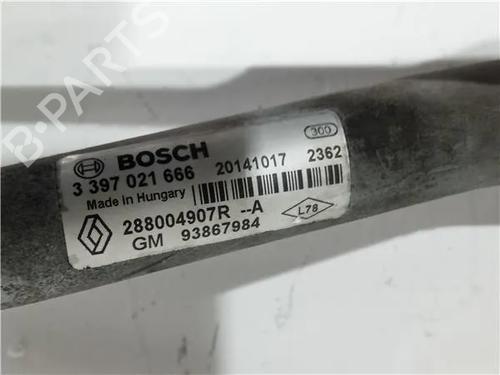 B-PARTS
300
BOSCH
3 397 021 666 20141017 2362
Made in Hungary
288004907R --A
L78
GM 93867984